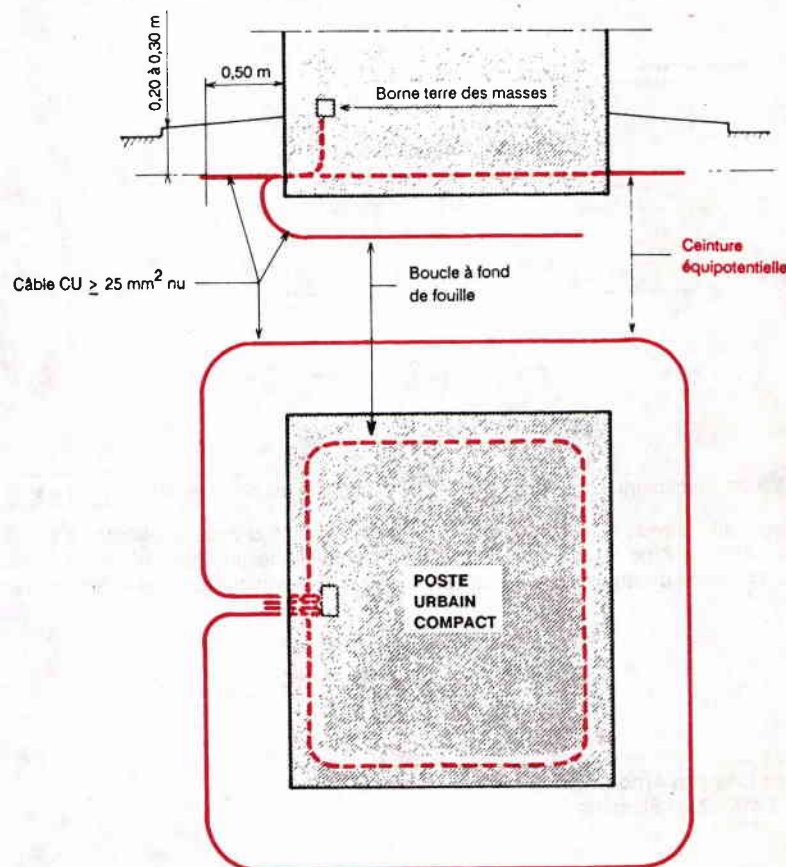 0,20 à 0,30 m
0,50 m
Borne terre des masses
Câble CU ≥ 25 mm² nu
Boucle à fond
de fouille
Ceinture
équipotentielle
POSTE
URBAIN
COMPACT